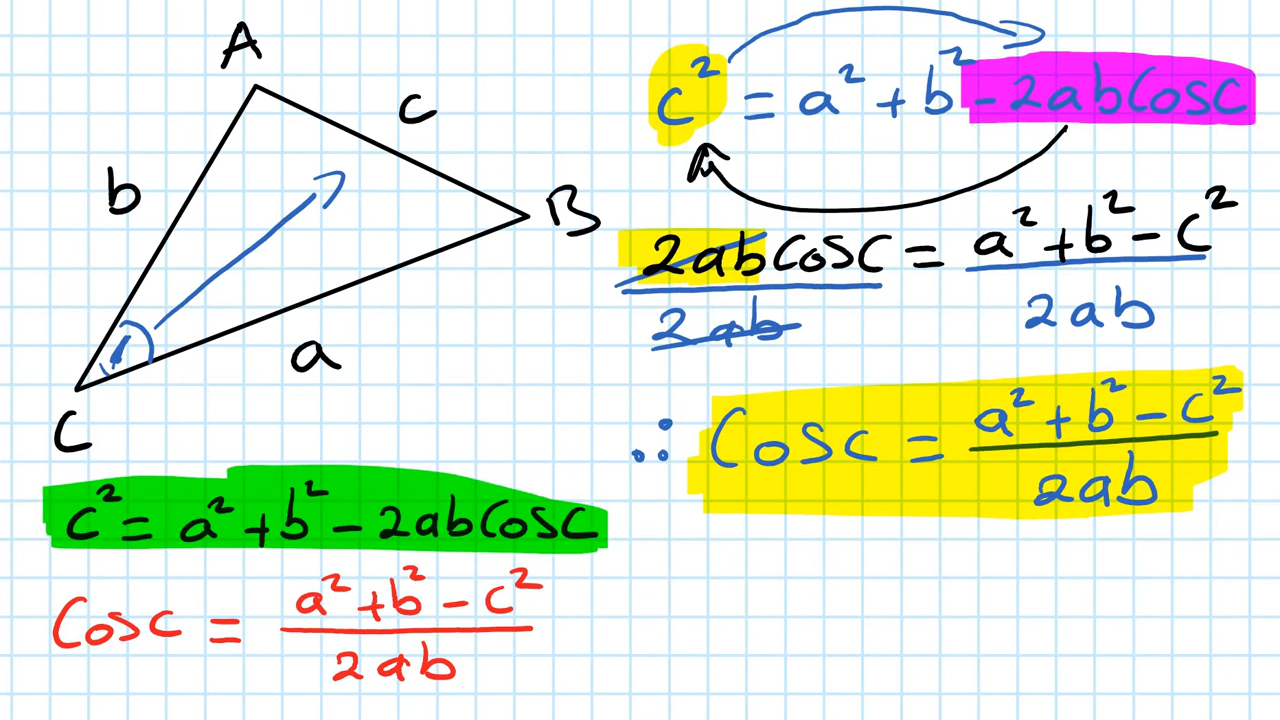 A
c
b
B
a
C
c² = a² + b² - 2abCosC
Cosc = a² + b² - c² / 2ab
c² = a² + b² - 2abCosC
2abCosC / 2ab = a² + b² - c² / 2ab
∴ Cosc = a² + b² - c² / 2ab